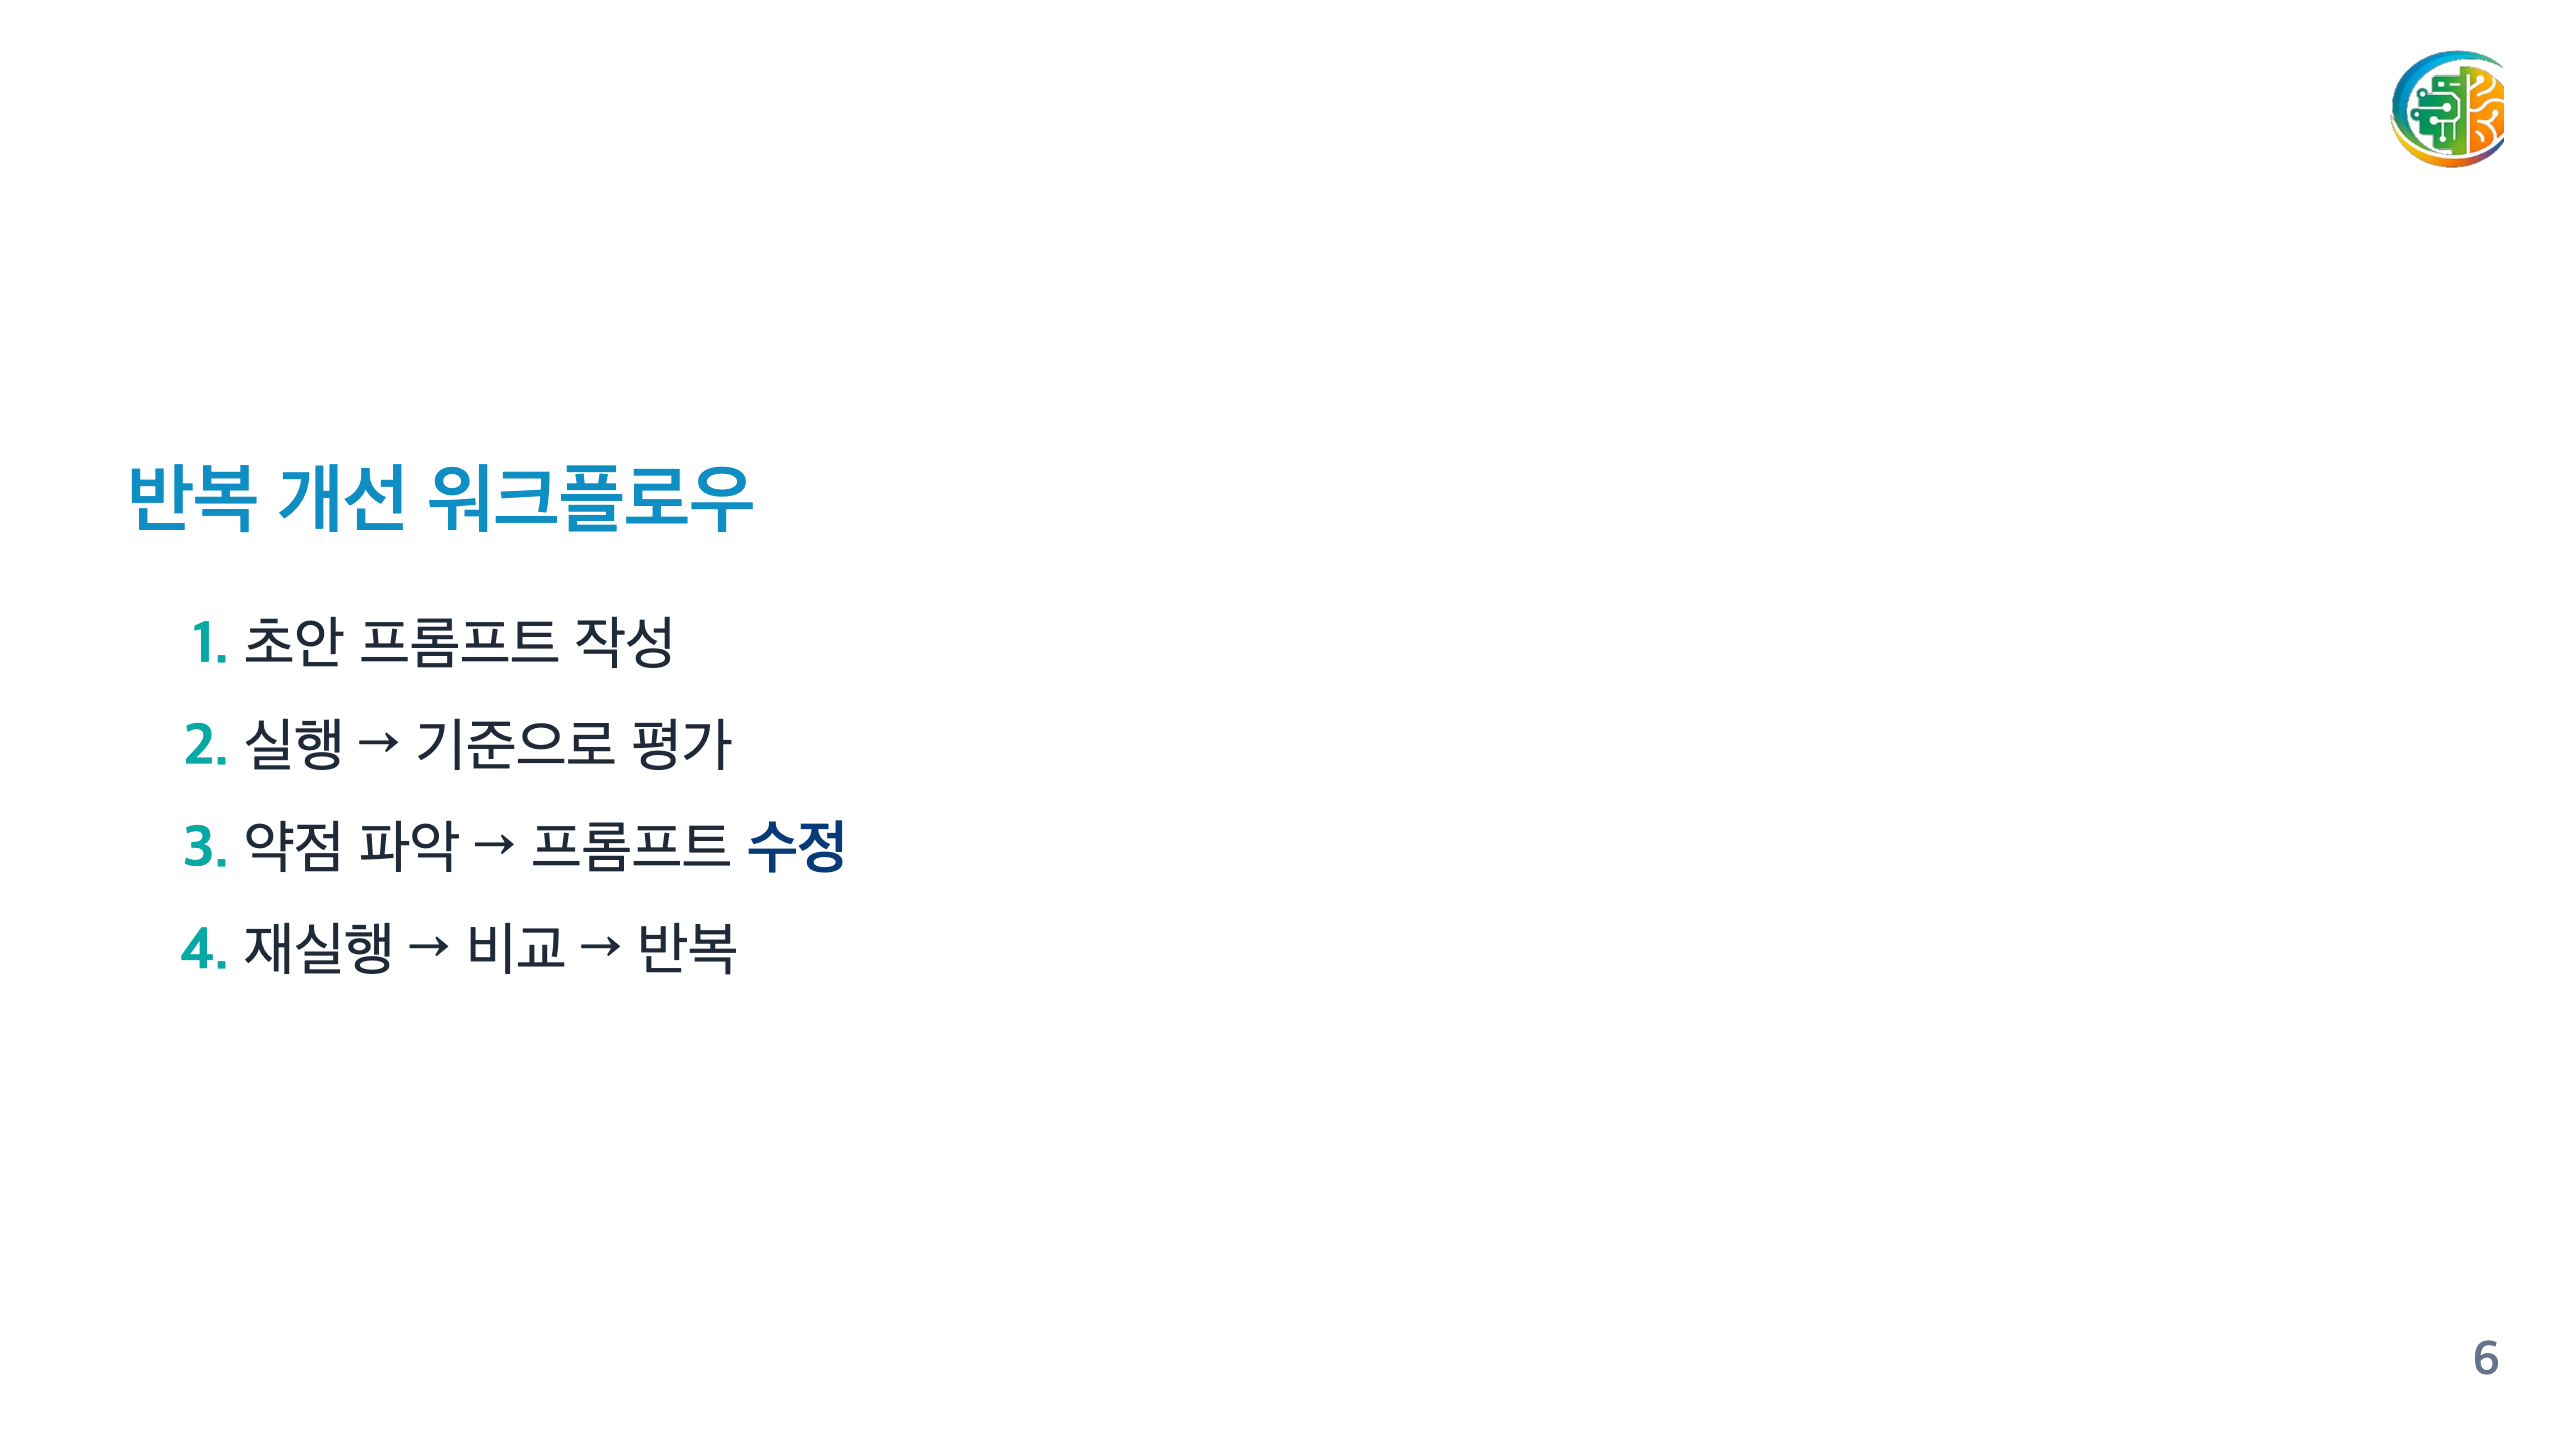 반복 개선 워크플로우
1. 초안 프롬프트 작성
2. 실행 → 기준으로 평가
3. 약점 파악 → 프롬프트 수정
4. 재실행 → 비교 → 반복
6